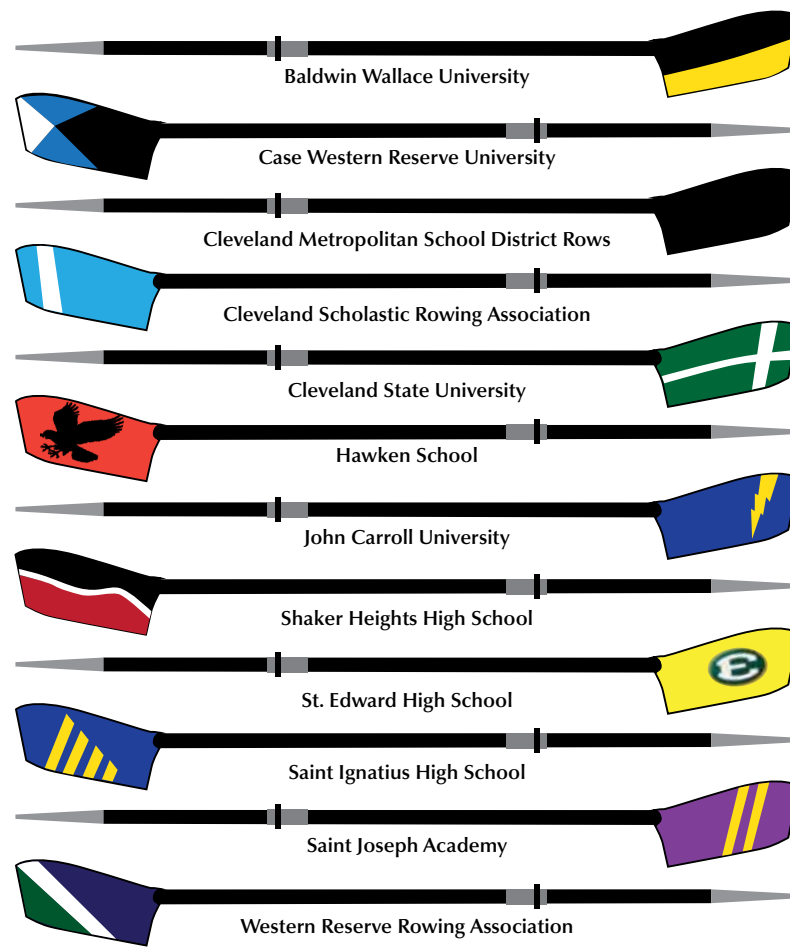 Baldwin Wallace University
Case Western Reserve University
Cleveland Metropolitan School District Rows
Cleveland Scholastic Rowing Association
Cleveland State University
Hawken School
John Carroll University
Shaker Heights High School
E
St. Edward High School
Saint Ignatius High School
Saint Joseph Academy
Western Reserve Rowing Association